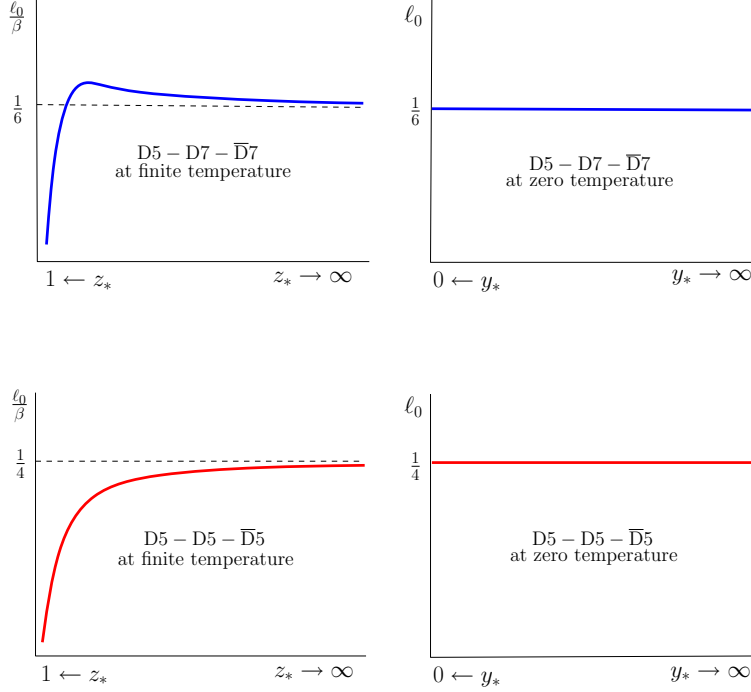 ℓ₀/β
1/6
D5 − D7 − D̅7
at finite temperature
1 ← z∗
z∗ → ∞
ℓ₀
1/6
D5 − D7 − D̅7
at zero temperature
0 ← y∗
y∗ → ∞
ℓ₀/β
1/4
D5 − D5 − D̅5
at finite temperature
1 ← z∗
z∗ → ∞
ℓ₀
1/4
D5 − D5 − D̅5
at zero temperature
0 ← y∗
y∗ → ∞